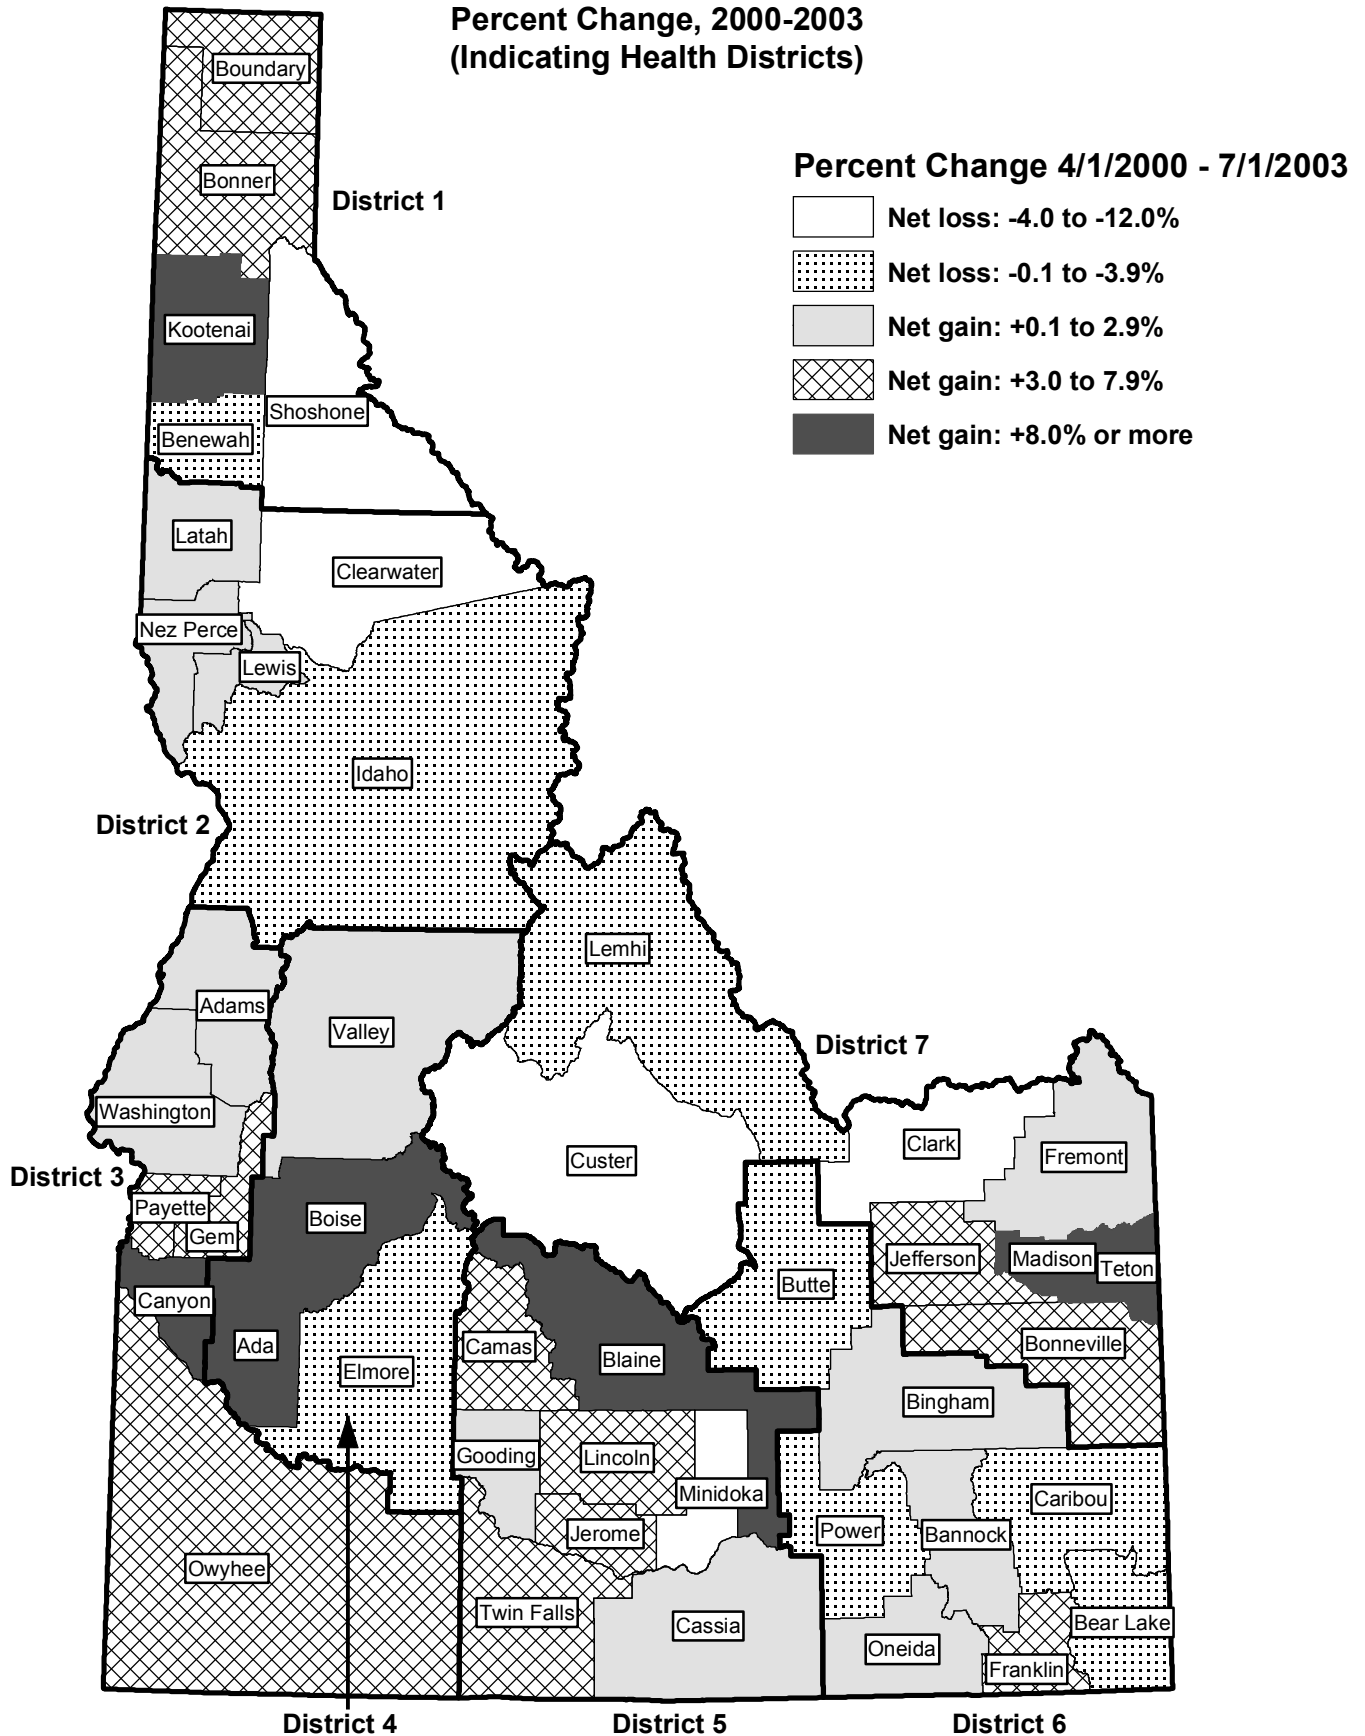 Percent Change, 2000-2003
(Indicating Health Districts)
Percent Change 4/1/2000 - 7/1/2003
Net loss: -4.0 to -12.0%
Net loss: -0.1 to -3.9%
Net gain: +0.1 to 2.9%
Net gain: +3.0 to 7.9%
Net gain: +8.0% or more
Boundary
Bonner
District 1
Kootenai
Shoshone
Benewah
Latah
Clearwater
Nez Perce
Lewis
Idaho
District 2
Lemhi
Adams
Valley
District 7
Washington
Clark
Custer
Fremont
District 3
Payette
Boise
Gem
Jefferson
Madison
Teton
Butte
Canyon
Ada
Camas
Blaine
Bonneville
Elmore
Bingham
Gooding
Lincoln
Minidoka
Caribou
Jerome
Power
Bannock
Owyhee
Twin Falls
Cassia
Bear Lake
Oneida
Franklin
District 4
District 5
District 6